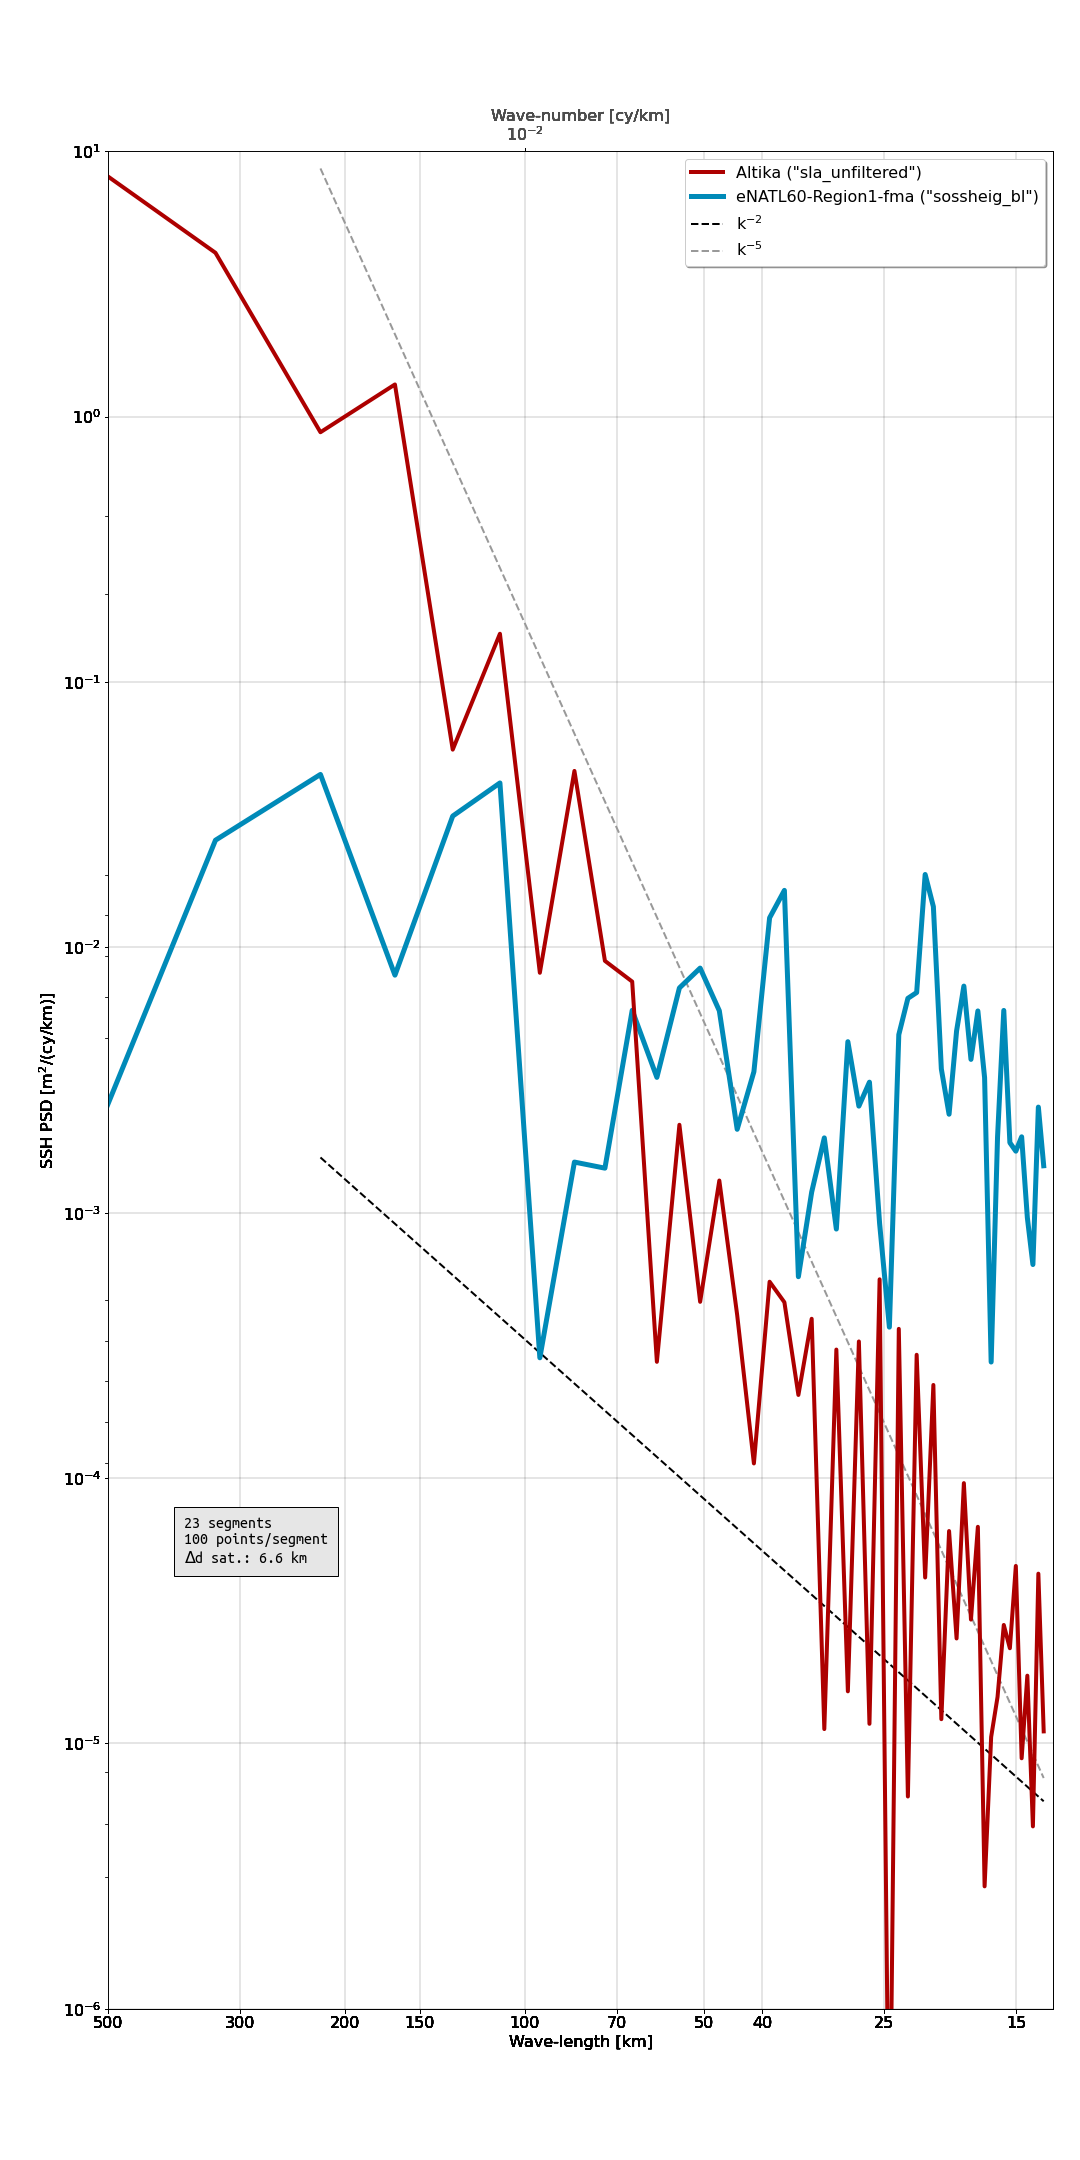 Wave-number [cy/km]
10⁻²
10¹
10⁰
10⁻¹
10⁻²
10⁻³
10⁻⁴
10⁻⁵
10⁻⁶
SSH PSD [m²/(cy/km)]
Altika ("sla_unfiltered")
eNATL60-Region1-fma ("sossheig_bl")
k⁻²
k⁻⁵
23 segments
100 points/segment
Δd sat.: 6.6 km
500 300 200 150 100 70 50 40 25 15
Wave-length [km]